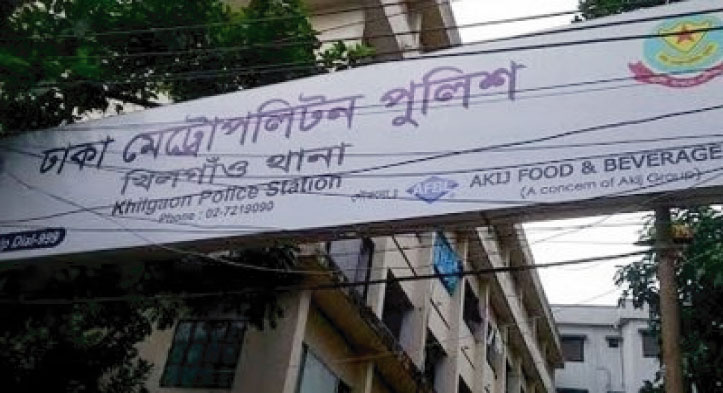 ঢাকা মেট্রোপলিটন পুলিশ
খিলগাঁও থানা
Khilgaon Police Station
Phone : 02-7219090
সৌজন্যেঃ AFBL AKIJ FOOD & BEVERAGE
(A concern of Akij Group)
p Dial-999